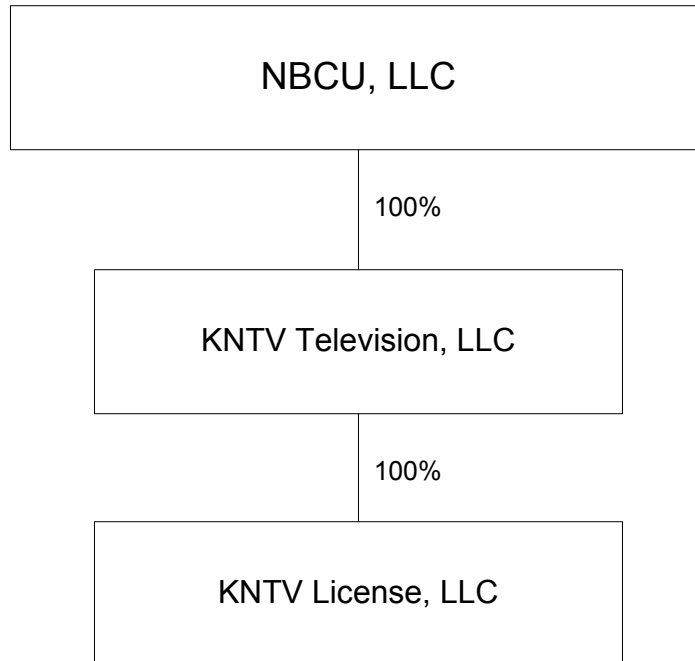 NBCU, LLC
100%
KNTV Television, LLC
100%
KNTV License, LLC